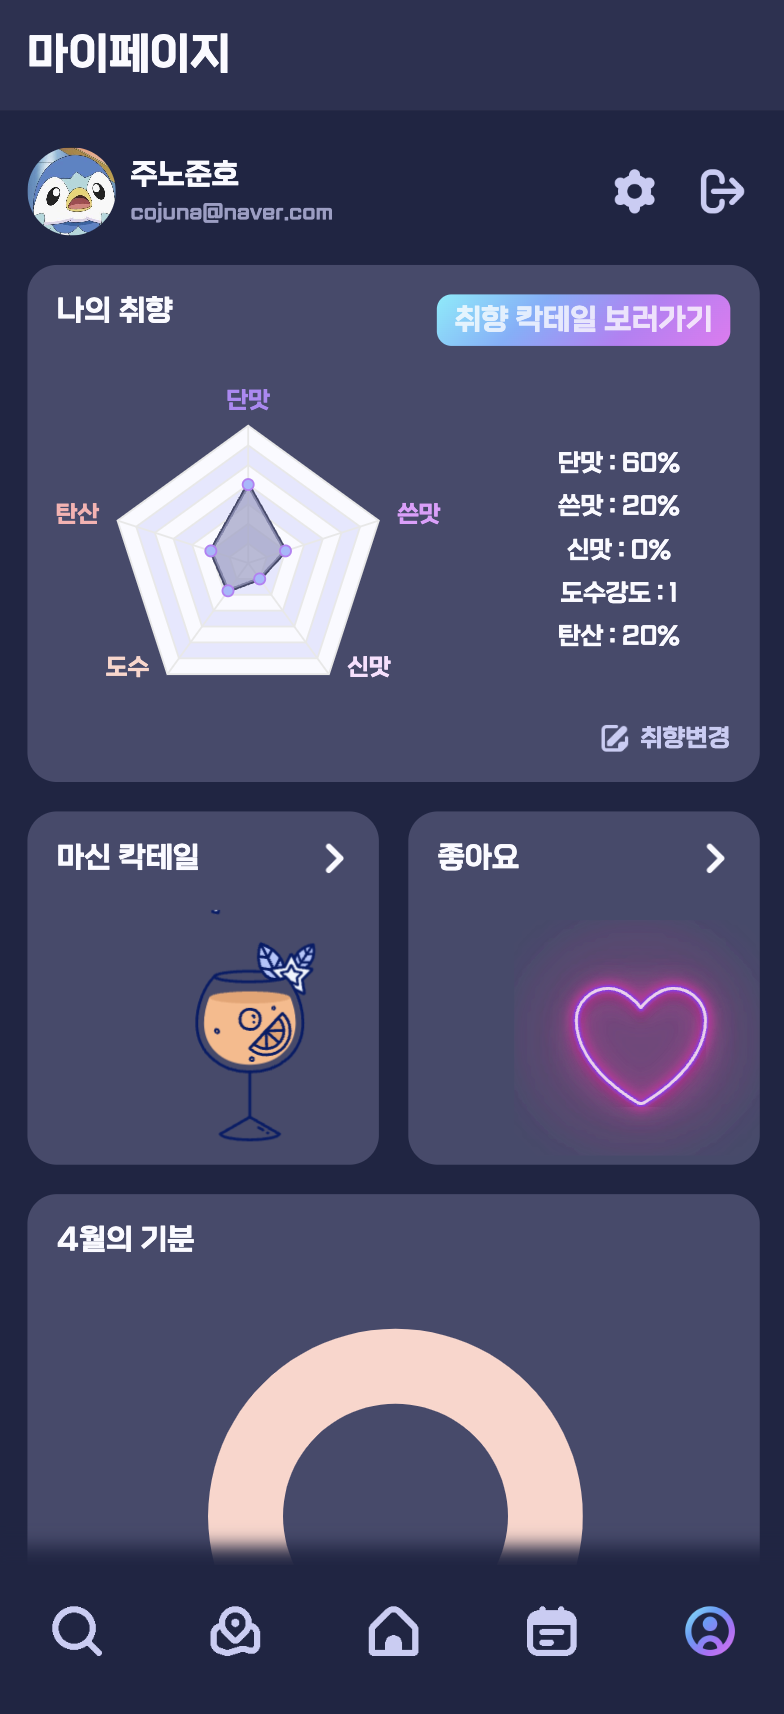 마이페이지
주노준호
cojuna@naver.com
나의 취향
취향 칵테일 보러가기
단맛
탄산
쓴맛
도수
신맛
단맛 : 60%
쓴맛 : 20%
신맛 : 0%
도수강도 : 1
탄산 : 20%
취향변경
마신 칵테일
좋아요
4월의 기분